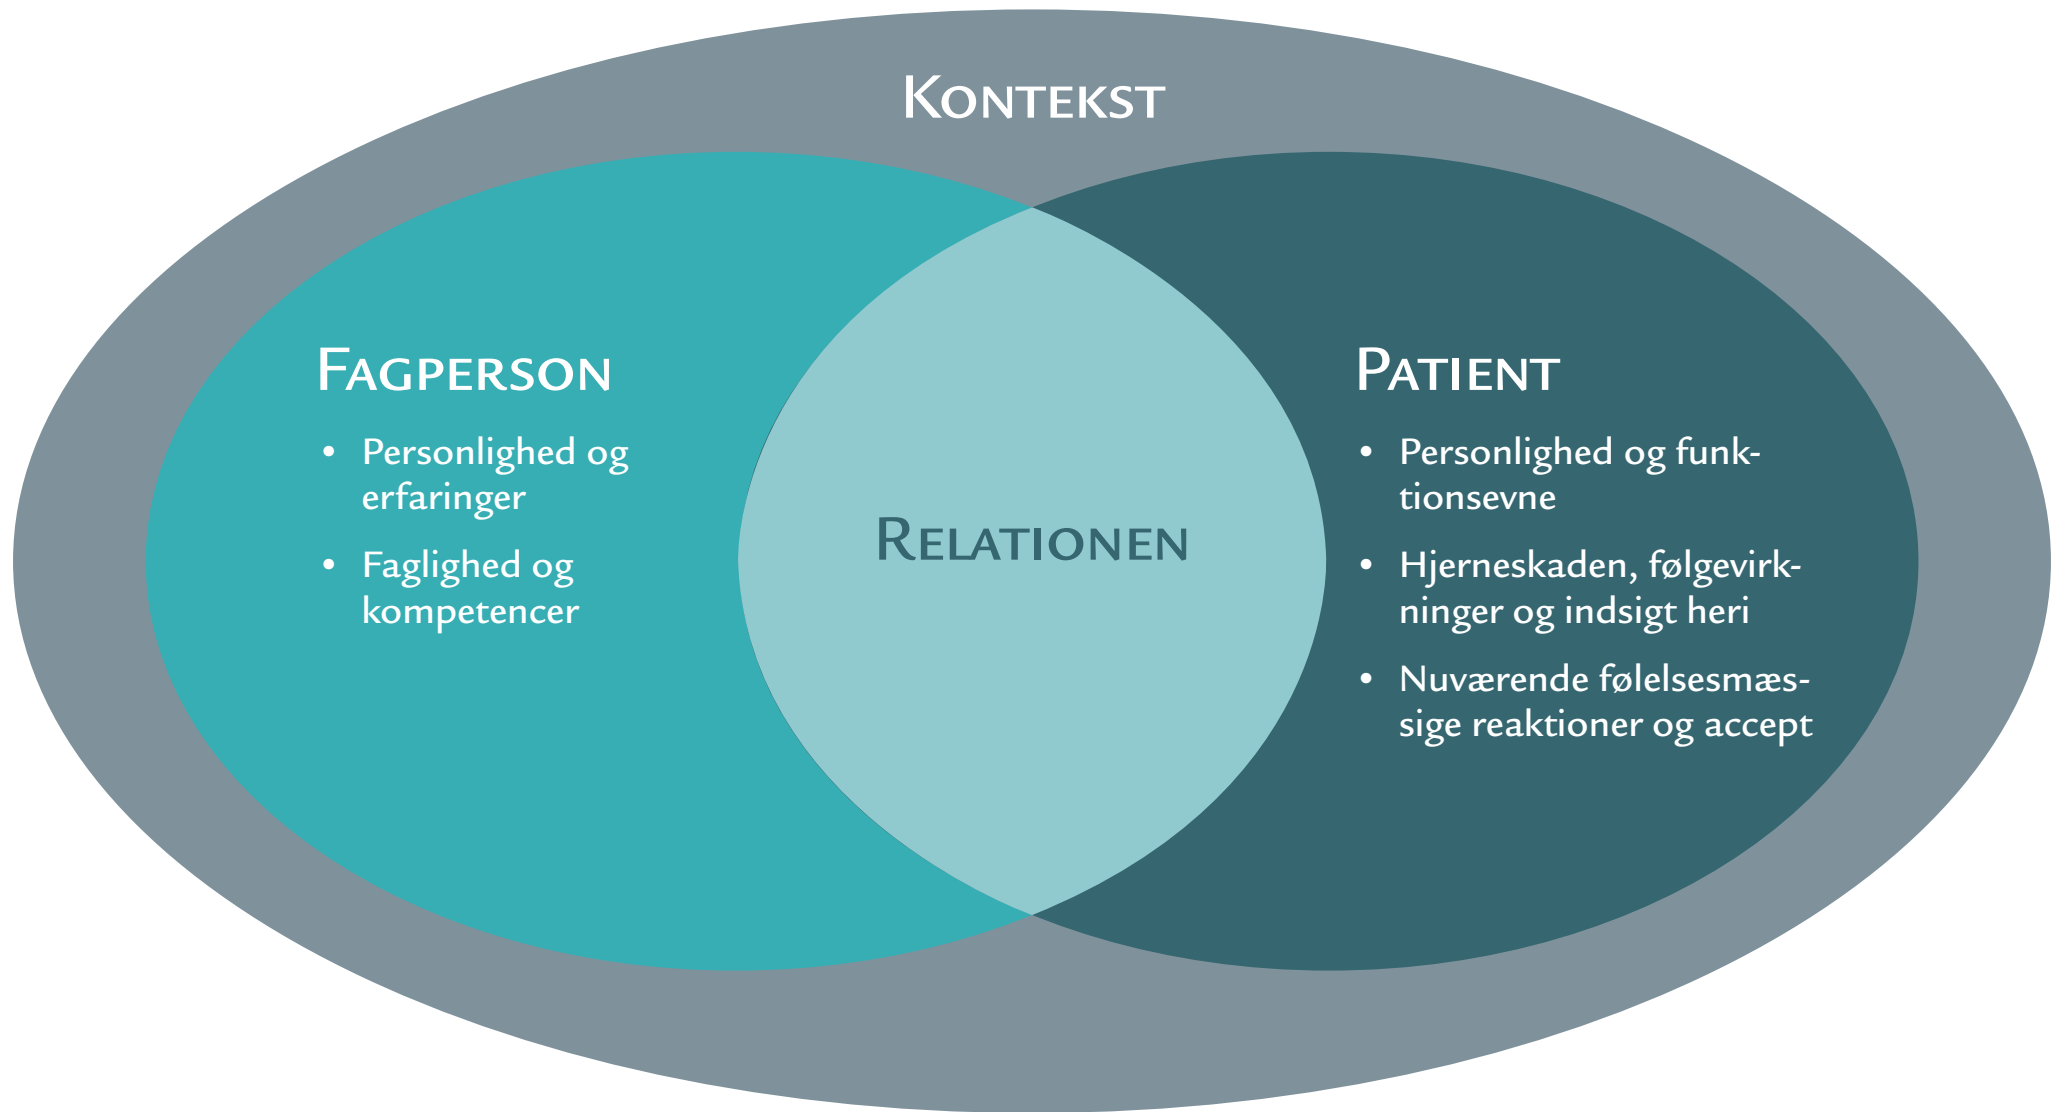 Kontekst
Fagperson
• Personlighed og
erfaringer
• Faglighed og
kompetencer
Relationen
Patient
• Personlighed og funk-
tionsevne
• Hjerneskaden, følgevirk-
ninger og indsigt heri
• Nuværende følelsesmæs-
sige reaktioner og accept